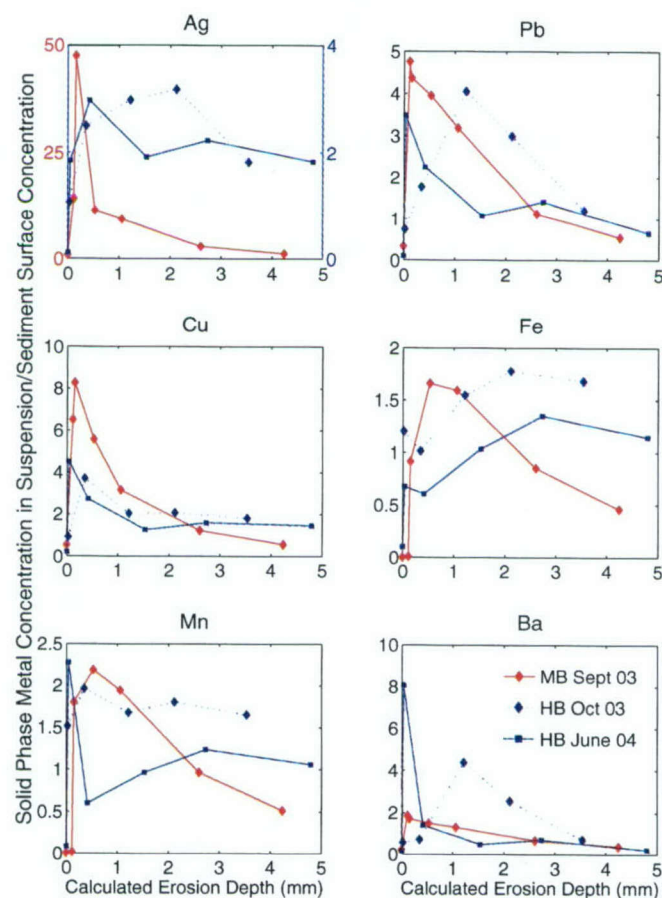 Solid Phase Metal Concentration in Suspension/Sediment Surface Concentration
Ag
50
25
0
4
2
0
0 1 2 3 4 5
Pb
5
4
3
2
1
0
0 1 2 3 4 5
Cu
10
8
6
4
2
0
0 1 2 3 4 5
Fe
2
1.5
1
0.5
0
0 1 2 3 4 5
Mn
2.5
2
1.5
1
0.5
0
0 1 2 3 4 5
Calculated Erosion Depth (mm)
Ba
10
8
6
4
2
0
MB Sept 03
HB Oct 03
HB June 04
0 1 2 3 4 5
Calculated Erosion Depth (mm)